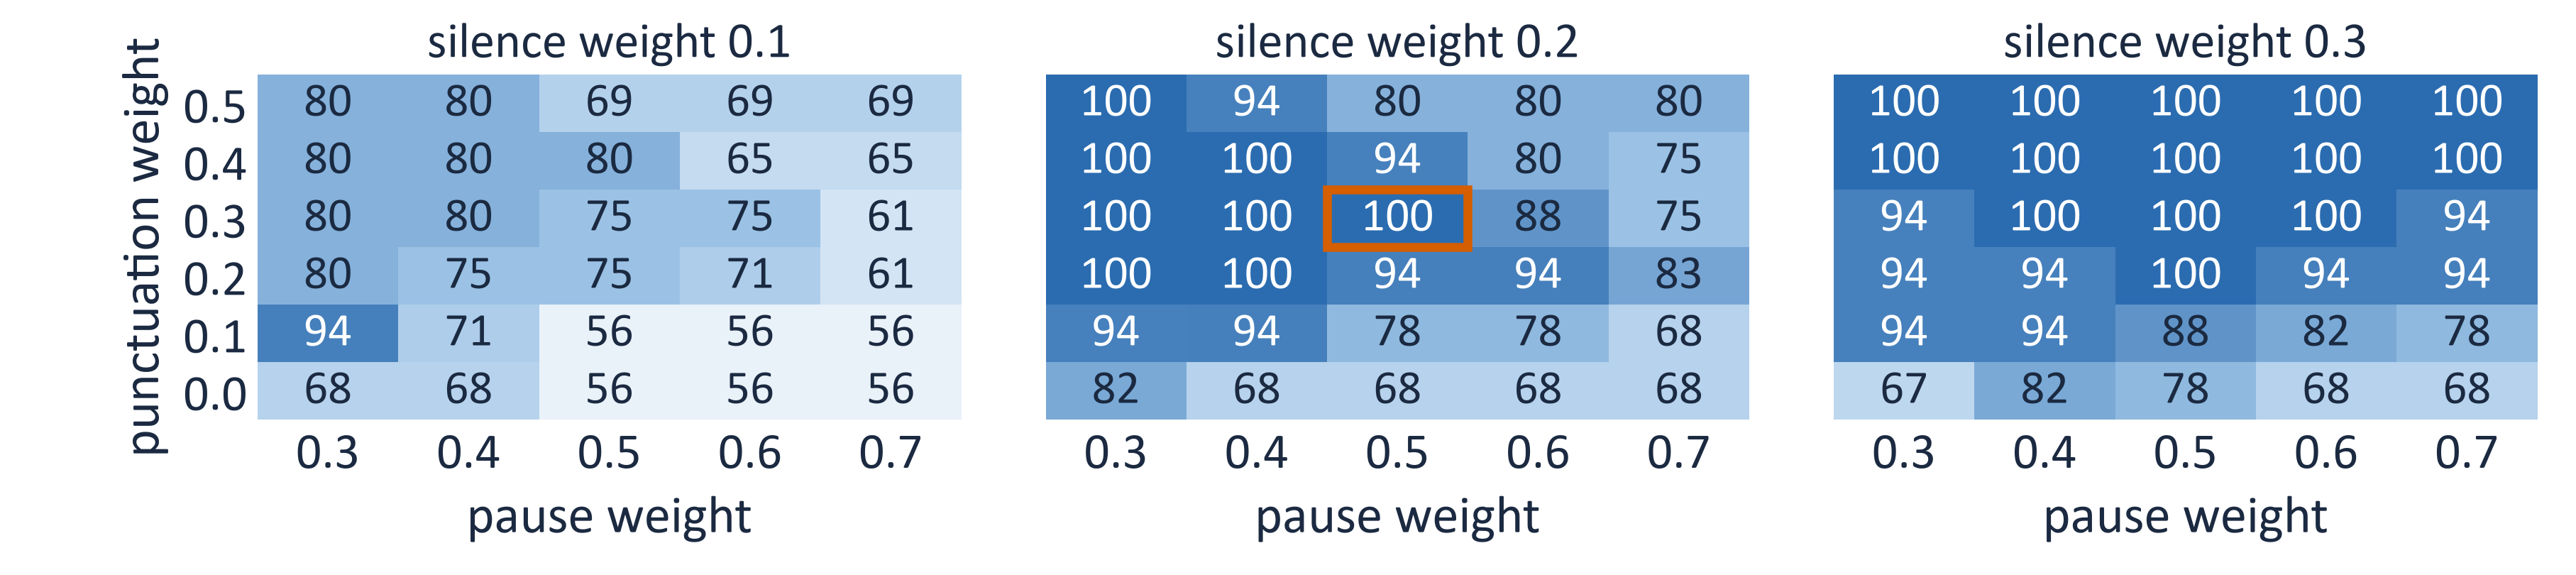 silence weight 0.1 silence weight 0.2 silence weight 0.3
punctuation weight
0.5 80 80 69 69 69 100 94 80 80 80 100 100 100 100 100
0.4 80 80 80 65 65 100 100 94 80 75 100 100 100 100 100
0.3 80 80 75 75 61 100 100 100 88 75 94 100 100 100 94
0.2 80 75 75 71 61 100 100 94 94 83 94 94 100 94 94
0.1 94 71 56 56 56 94 94 78 78 68 94 94 88 82 78
0.0 68 68 56 56 56 82 68 68 68 68 67 82 78 68 68
0.3 0.4 0.5 0.6 0.7 0.3 0.4 0.5 0.6 0.7 0.3 0.4 0.5 0.6 0.7
pause weight pause weight pause weight